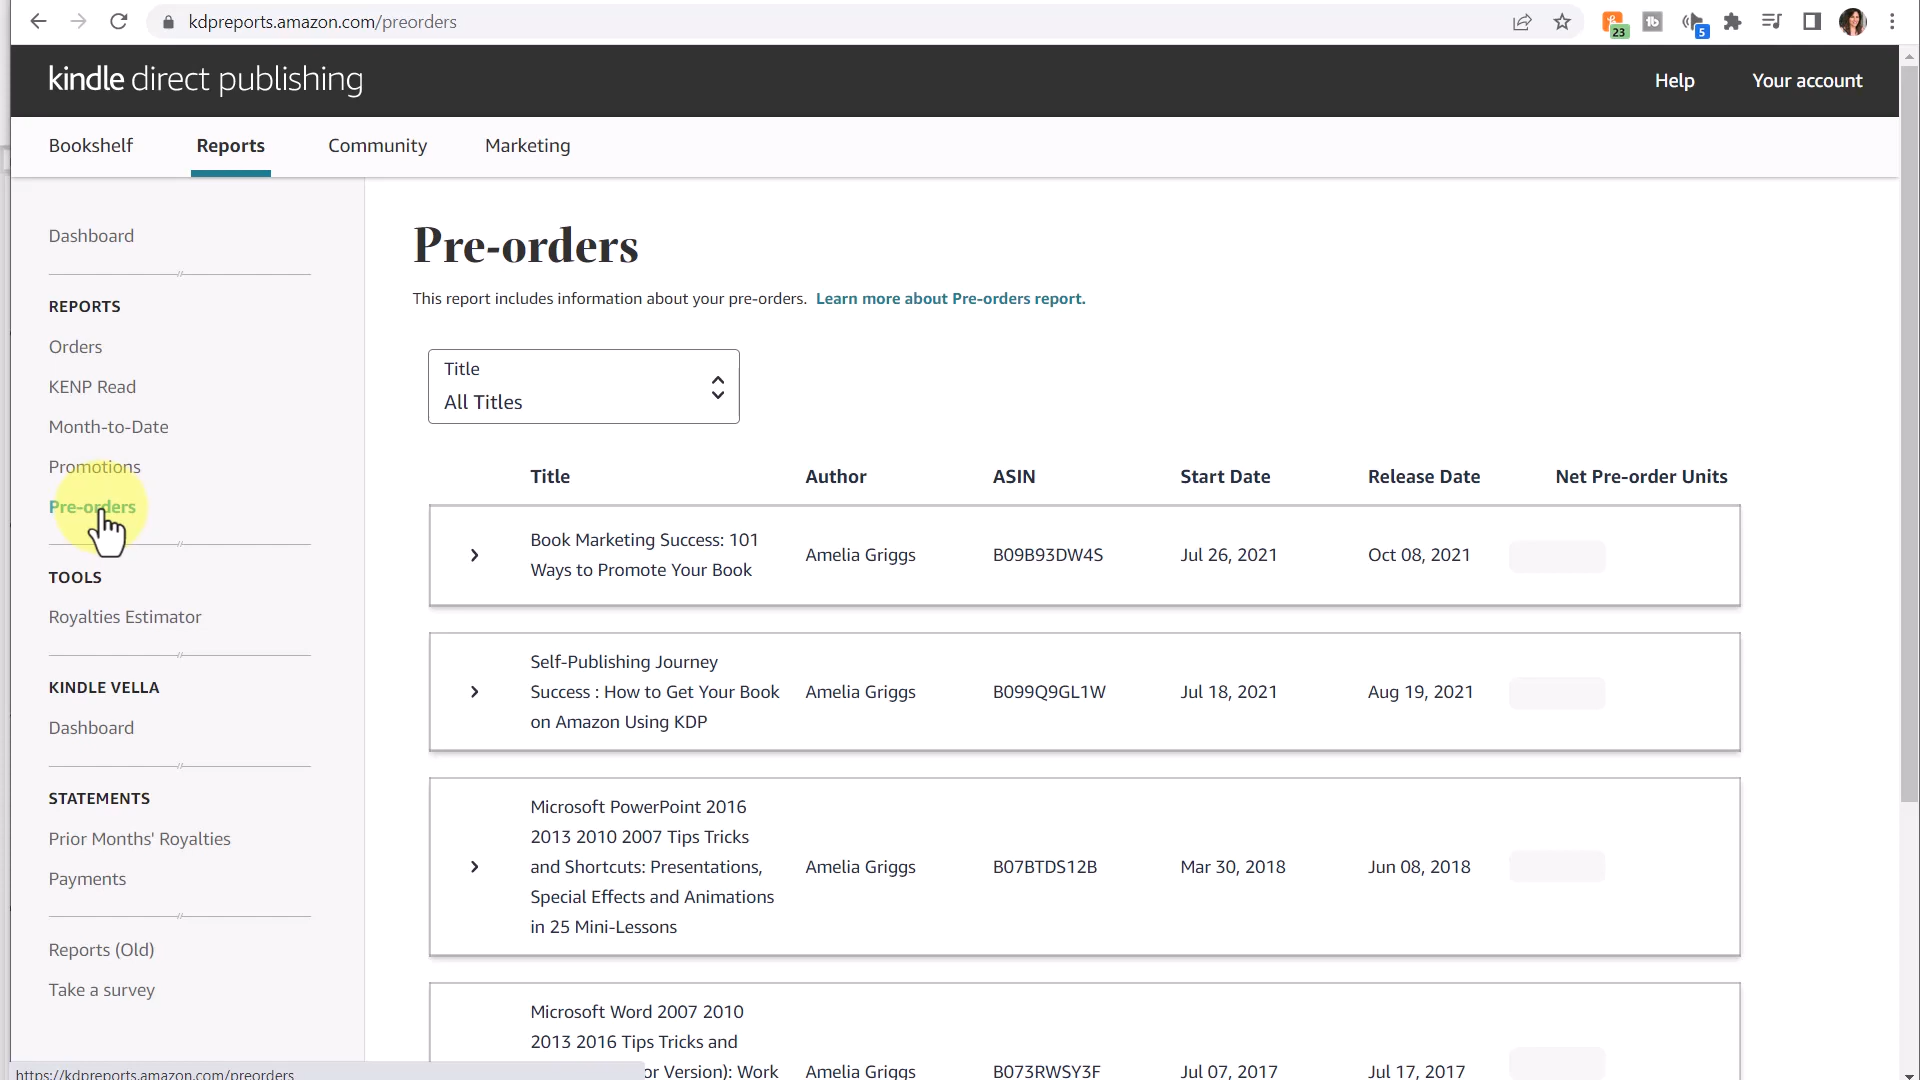 kdpreports.amazon.com/preorders
23
5
kindle direct publishing
Help
Your account
Bookshelf
Reports
Community
Marketing
Dashboard
REPORTS
Orders
KENP Read
Month-to-Date
Promotions
Pre-orders
TOOLS
Royalties Estimator
KINDLE VELLA
Dashboard
STATEMENTS
Prior Months' Royalties
Payments
Reports (Old)
Take a survey
Pre-orders
This report includes information about your pre-orders. Learn more about Pre-orders report.
Title
All Titles
Title Author ASIN Start Date Release Date Net Pre-order Units
Book Marketing Success: 101
Ways to Promote Your Book
Amelia Griggs B09B93DW4S Jul 26, 2021 Oct 08, 2021
Self-Publishing Journey
Success : How to Get Your Book
on Amazon Using KDP
Amelia Griggs B099Q9GL1W Jul 18, 2021 Aug 19, 2021
Microsoft PowerPoint 2016
2013 2010 2007 Tips Tricks
and Shortcuts: Presentations,
Special Effects and Animations
in 25 Mini-Lessons
Amelia Griggs B07BTDS12B Mar 30, 2018 Jun 08, 2018
Microsoft Word 2007 2010
2013 2016 Tips Tricks and
or Version): Work
Amelia Griggs B073RWSY3F Jul 07, 2017 Jul 17, 2017
https://kdpreports.amazon.com/preorders